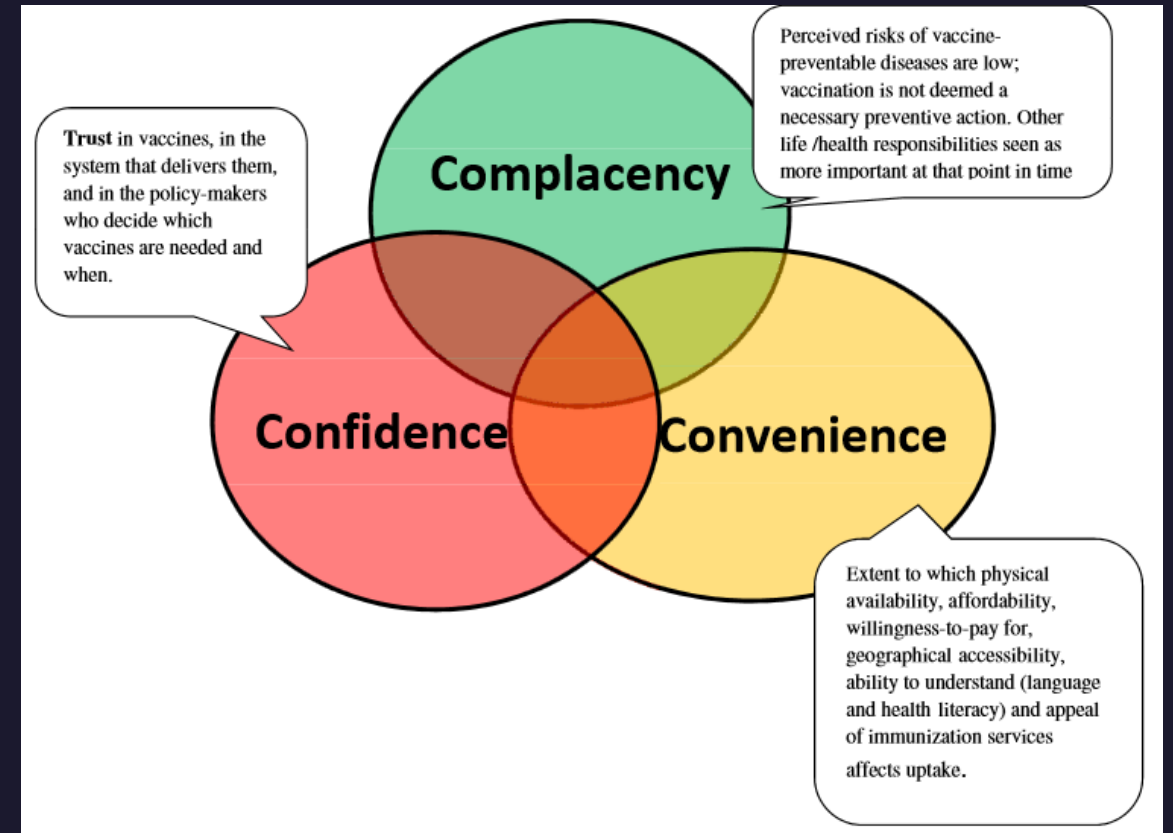 Perceived risks of vaccine-
preventable diseases are low;
vaccination is not deemed a
necessary preventive action. Other
life /health responsibilities seen as
more important at that point in time
Trust in vaccines, in the
system that delivers them,
and in the policy-makers
who decide which
vaccines are needed and
when.
Complacency
Confidence
Convenience
Extent to which physical
availability, affordability,
willingness-to-pay for,
geographical accessibility,
ability to understand (language
and health literacy) and appeal
of immunization services
affects uptake.